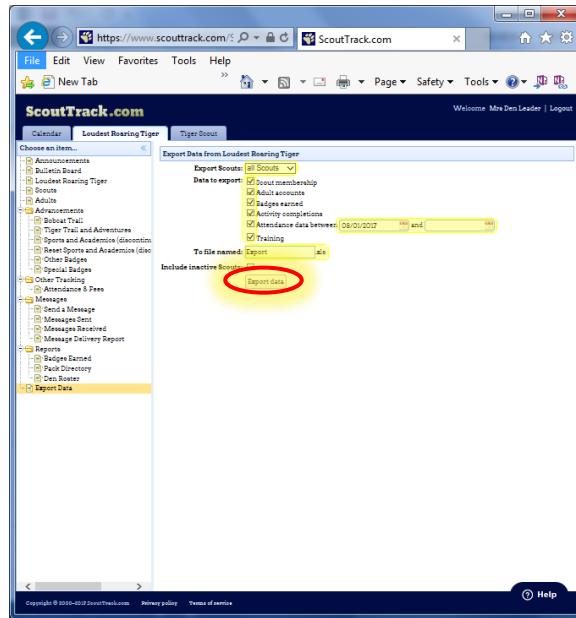 https://www.scouttrack.com/S
ScoutTrack.com
File Edit View Favorites Tools Help
New Tab » Page Safety Tools
ScoutTrack.com
Welcome Mrs Den Leader | Logout
Calendar Loudest Roaring Tiger Tiger Scout
Choose an item... «
Announcements
Bulletin Board
Loudest Roaring Tiger
Scouts
Adults
Advancements
Bobcat Trail
Tiger Trail and Adventures
Sports and Academics (discontin
Reset Sports and Academics (disc
Other Badges
Special Badges
Other Tracking
Attendance & Fees
Messages
Send a Message
Messages Sent
Messages Received
Message Delivery Report
Reports
Badges Earned
Pack Directory
Den Roster
Export Data
Export Data from Loudest Roaring Tiger
Export Scouts: all Scouts
Data to export: Scout membership
Adult accounts
Badges earned
Activity completions
Attendance data between 08/01/2017 and
Training
To file named: Export .xls
Include inactive Scouts:
Export data
Help
Copyright © 2000-2017 ScoutTrack.com Privacy policy Terms of service